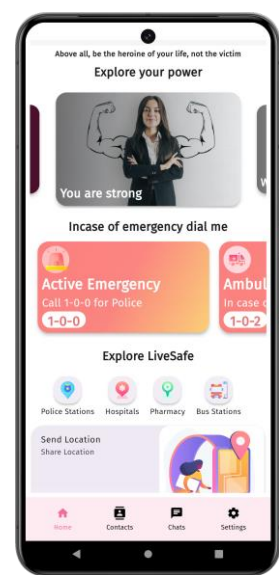 Above all, be the heroine of your life, not the victim
Explore your power
You are strong
Incase of emergency dial me
Active Emergency
Call 1-0-0 for Police
1-0-0
Ambul
In case o
1-0-2
Explore LiveSafe
Police Stations
Hospitals
Pharmacy
Bus Stations
Send Location
Share Location
Home
Contacts
Chats
Settings